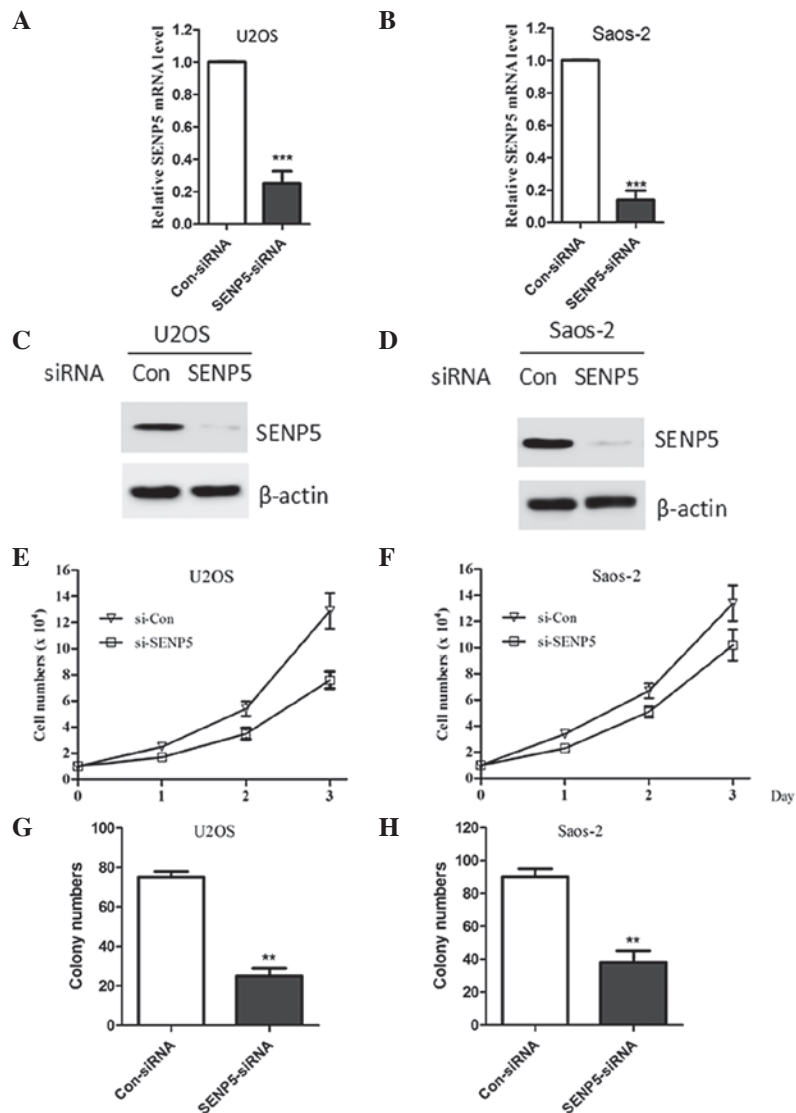 A
U2OS
Relative SENP5 mRNA level
1.2
1.0
0.8
0.6
0.4
0.2
0.0
***
Con-siRNA
SENP5-siRNA
B
Saos-2
Relative SENP5 mRNA level
1.2
1.0
0.8
0.6
0.4
0.2
0.0
***
Con-siRNA
SENP5-siRNA
C
U2OS
siRNA Con SENP5
SENP5
β-actin
D
Saos-2
siRNA Con SENP5
SENP5
β-actin
E
U2OS
Cell numbers (x 10⁴)
16
14
12
10
8
6
4
2
0
si-Con
si-SENP5
0 1 2 3
F
Saos-2
Cell numbers (x 10⁴)
16
14
12
10
8
6
4
2
0
si-Con
si-SENP5
0 1 2 3 Day
G
U2OS
Colony numbers
100
80
60
40
20
0
**
Con-siRNA
SENP5-siRNA
H
Saos-2
Colony numbers
120
100
80
60
40
20
0
**
Con-siRNA
SENP5-siRNA